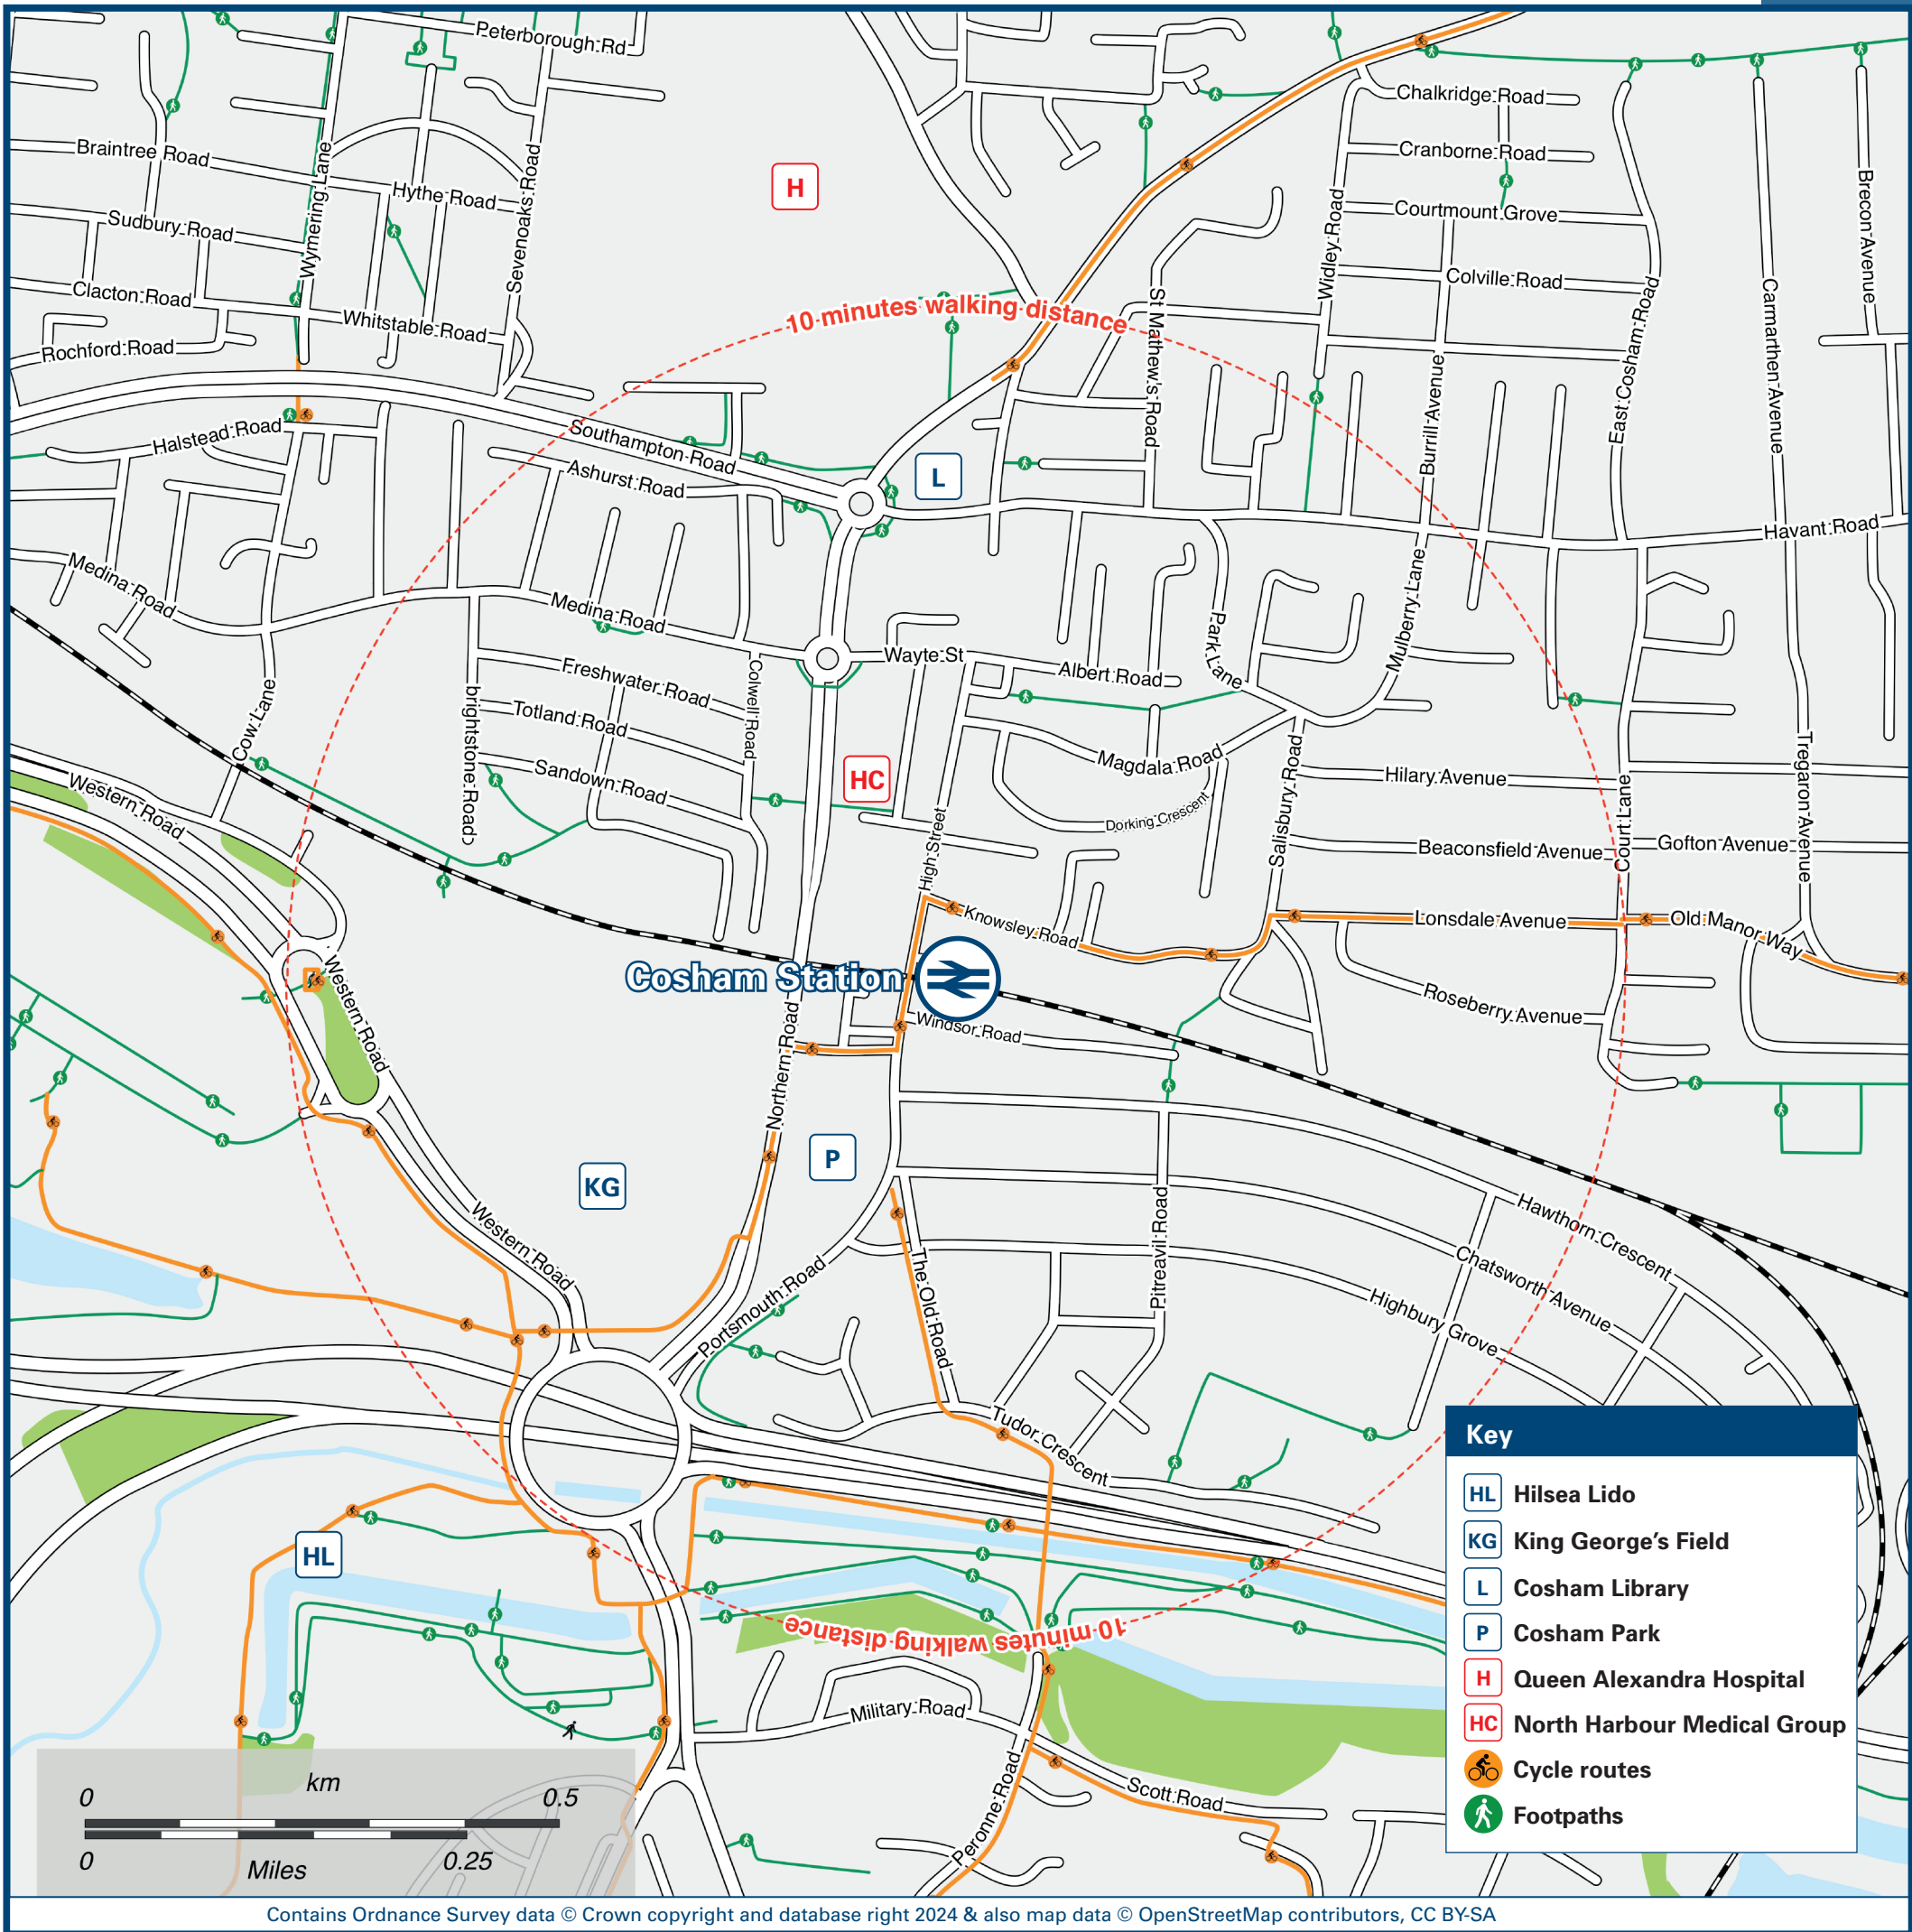 Peterborough Rd
Chalkridge Road
Braintree Road
Cranborne Road
Wymering Lane
Hythe Road
Sevenoaks Road
H
Brecon Avenue
Sudbury Road
Courtmount Grove
Widley Road
Clacton Road
Colville Road
Whitstable Road
10 minutes walking distance
St Mathew's Road
East Cosham Road
Carmarthen Avenue
Rochford Road
Burrill Avenue
Halstead Road
Southampton Road
Ashurst Road
L
Havant Road
Medina Road
Medina Road
Mulberry Lane
Park Lane
Wayte St
Albert Road
Freshwater Road
Colwell Road
Cow Lane
brightstone Road
Totland Road
Magdala Road
Salisbury Road
Tregaron Avenue
Sandown Road
HC
Hilary Avenue
Court Lane
Western Road
Dorking Crescent
High Street
Beaconsfield Avenue
Gofton Avenue
Knowsley Road
Lonsdale Avenue
Old Manor Way
Cosham Station
Western Road
Roseberry Avenue
Windsor Road
Northern Road
P
KG
Western Road
Pitreavil Road
Hawthorn Crescent
The Old Road
Chatsworth Avenue
Portsmouth Road
Highbury Grove
Tudor Crescent
HL
10 minutes walking distance
Military Road
Scott Road
Peronne Road
Key
HL Hilsea Lido
KG King George's Field
L Cosham Library
P Cosham Park
H Queen Alexandra Hospital
HC North Harbour Medical Group
Cycle routes
Footpaths
km
0 0.5
0 0.25
Miles
Contains Ordnance Survey data © Crown copyright and database right 2024 & also map data © OpenStreetMap contributors, CC BY-SA